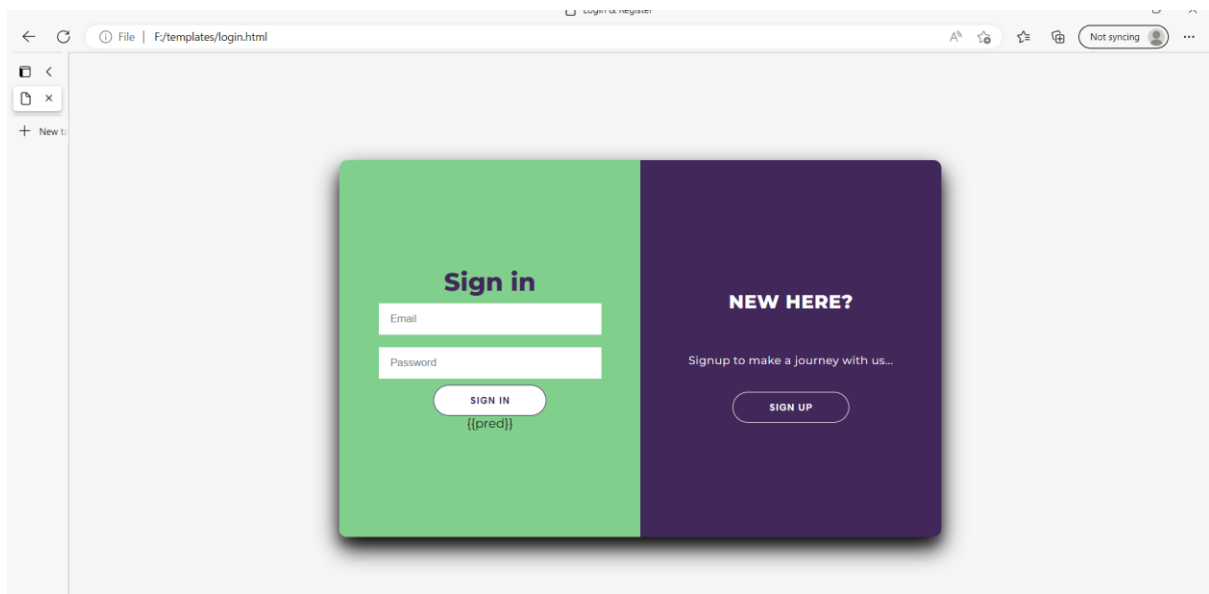 Login & Register
File | F:/templates/login.html
Not syncing
New ta
Sign in
Email
Password
SIGN IN
{{pred}}
NEW HERE?
Signup to make a journey with us...
SIGN UP